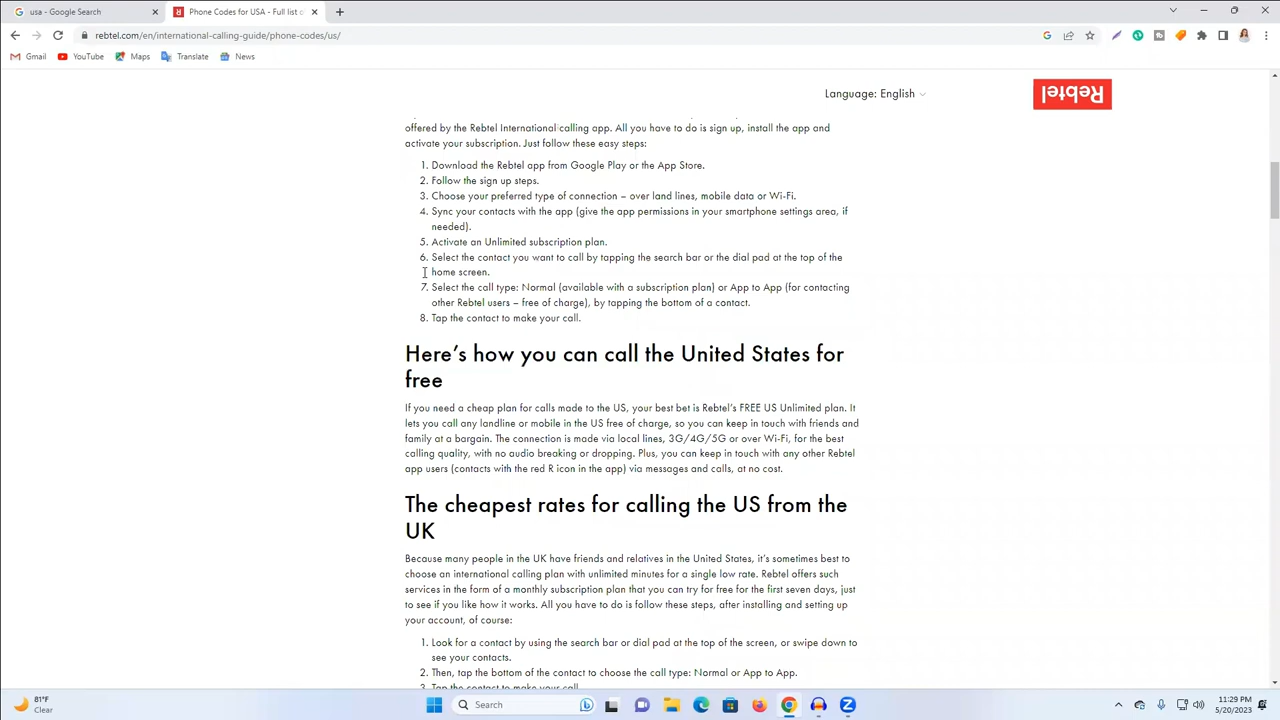 usa - Google Search
Phone Codes for USA - Full list o
rebtel.com/en/international-calling-guide/phone-codes/us/
Gmail
YouTube
Maps
Translate
News
Language: English
Rebtel
offered by the Rebtel International calling app. All you have to do is sign up, install the app and
activate your subscription. Just follow these easy steps:
1. Download the Rebtel app from Google Play or the App Store.
2. Follow the sign up steps.
3. Choose your preferred type of connection – over land lines, mobile data or Wi-Fi.
4. Sync your contacts with the app (give the app permissions in your smartphone settings area, if
needed).
5. Activate an Unlimited subscription plan.
6. Select the contact you want to call by tapping the search bar or the dial pad at the top of the
home screen.
7. Select the call type: Normal (available with a subscription plan) or App to App (for contacting
other Rebtel users – free of charge), by tapping the bottom of a contact.
8. Tap the contact to make your call.
Here’s how you can call the United States for
free
If you need a cheap plan for calls made to the US, your best bet is Rebtel’s FREE US Unlimited plan. It
lets you call any landline or mobile in the US free of charge, so you can keep in touch with friends and
family at a bargain. The connection is made via local lines, 3G/4G/5G or over Wi-Fi, for the best
calling quality, with no audio breaking or dropping. Plus, you can keep in touch with any other Rebtel
app users (contacts with the red R icon in the app) via messages and calls, at no cost.
The cheapest rates for calling the US from the
UK
Because many people in the UK have friends and relatives in the United States, it’s sometimes best to
choose an international calling plan with unlimited minutes for a single low rate. Rebtel offers such
services in the form of a monthly subscription plan that you can try for free for the first seven days, just
to see if you like how it works. All you have to do is follow these steps, after installing and setting up
your account, of course:
1. Look for a contact by using the search bar or dial pad at the top of the screen, or swipe down to
see your contacts.
2. Then, tap the bottom of the contact to choose the call type: Normal or App to App.
3. Tap the contact to make your call.
81°F
Clear
Search
11:29 PM
5/20/2023